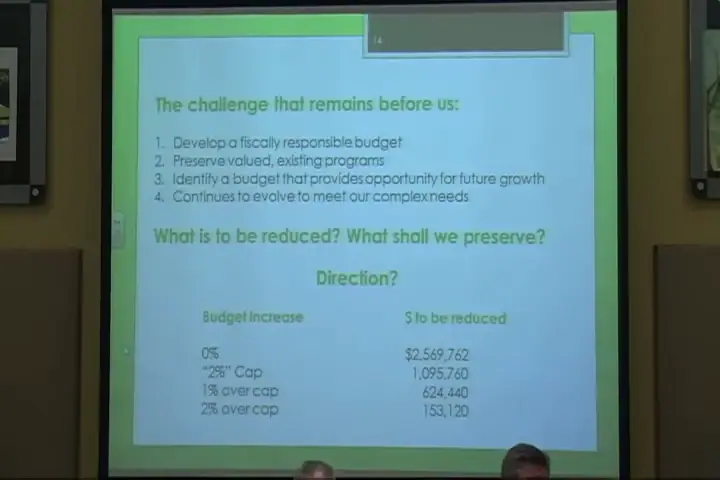 14
The challenge that remains before us:
1. Develop a fiscally responsible budget
2. Preserve valued, existing programs
3. Identify a budget that provides opportunity for future growth
4. Continues to evolve to meet our complex needs
What is to be reduced? What shall we preserve?
Direction?
Budget Increase $ to be reduced
0% $2,569,762
"2%" Cap 1,095,760
1% over cap 624,440
2% over cap 153,120